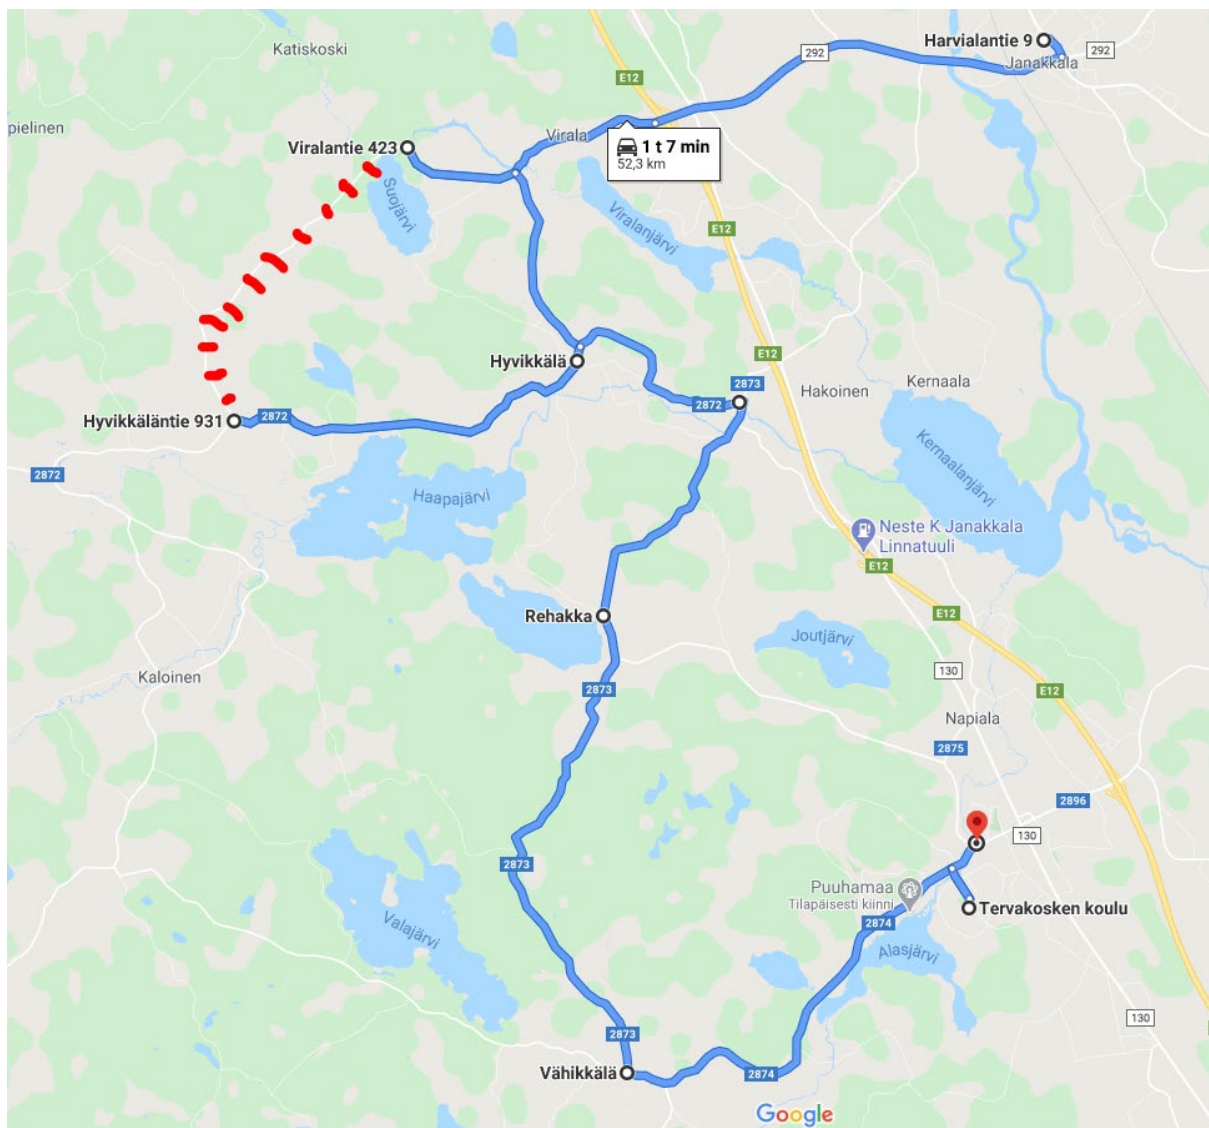 Harvialantie 9
292
292
Janakkala
Katiskoski
E12
pielinen
Virala
Viralantie 423
1 t 7 min
52,3 km
Suojärvi
Viralanjärvi
E12
E12
Hyvikkälä
2873
Hakoinen
Kernaala
2872
Hyvikkäläntie 931
2872
2872
Kernaalanjärvi
Haapajärvi
Neste K Janakkala
Linnatuuli
E12
Rehakka
E12
Joutjärvi
130
Kaloinen
2873
E12
Napiala
2875
2896
130
2873
Puuhamaa
Tilapäisesti kiinni
Tervakosken koulu
2874
Valajärvi
Alasjärvi
130
2873
Vähikkälä
2874
Google